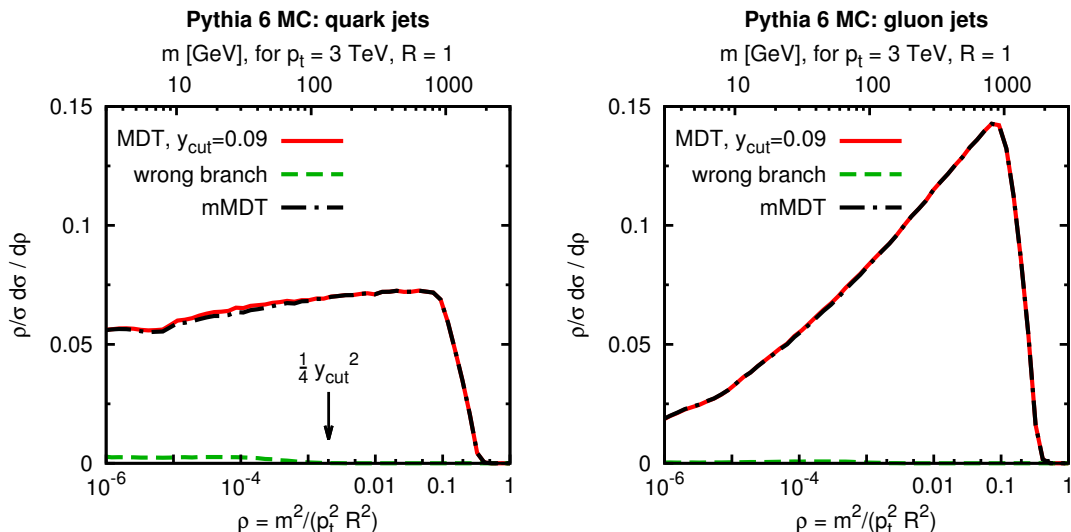 Pythia 6 MC: quark jets
m [GeV], for pt = 3 TeV, R = 1
10 100 1000
0.15
0.1
0.05
0
ρ/σ dσ / dρ
MDT, ycut=0.09
wrong branch
mMDT
1/4 ycut²
10⁻⁶ 10⁻⁴ 0.01 0.1 1
ρ = m²/(pt² R²)
Pythia 6 MC: gluon jets
m [GeV], for pt = 3 TeV, R = 1
10 100 1000
0.15
0.1
0.05
0
ρ/σ dσ / dρ
MDT, ycut=0.09
wrong branch
mMDT
10⁻⁶ 10⁻⁴ 0.01 0.1 1
ρ = m²/(pt² R²)